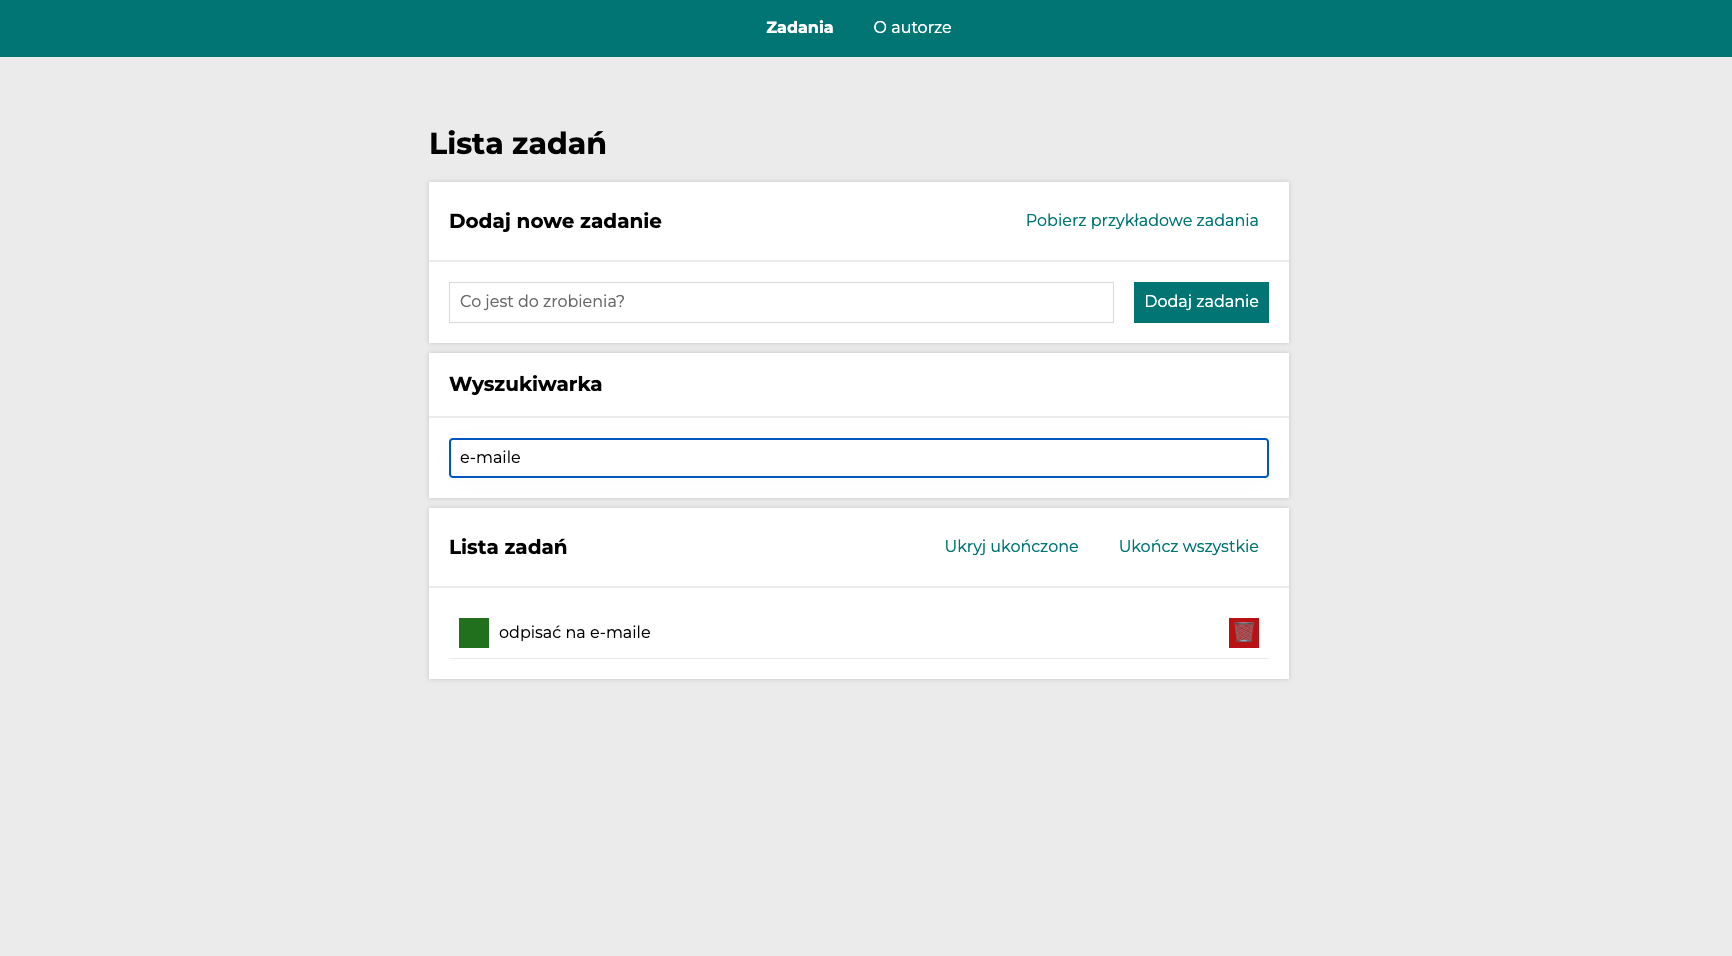 Zadania O autorze
Lista zadań
Dodaj nowe zadanie Pobierz przykładowe zadania
Co jest do zrobienia? Dodaj zadanie
Wyszukiwarka
e-maile
Lista zadań Ukryj ukończone Ukończ wszystkie
odpisać na e-maile